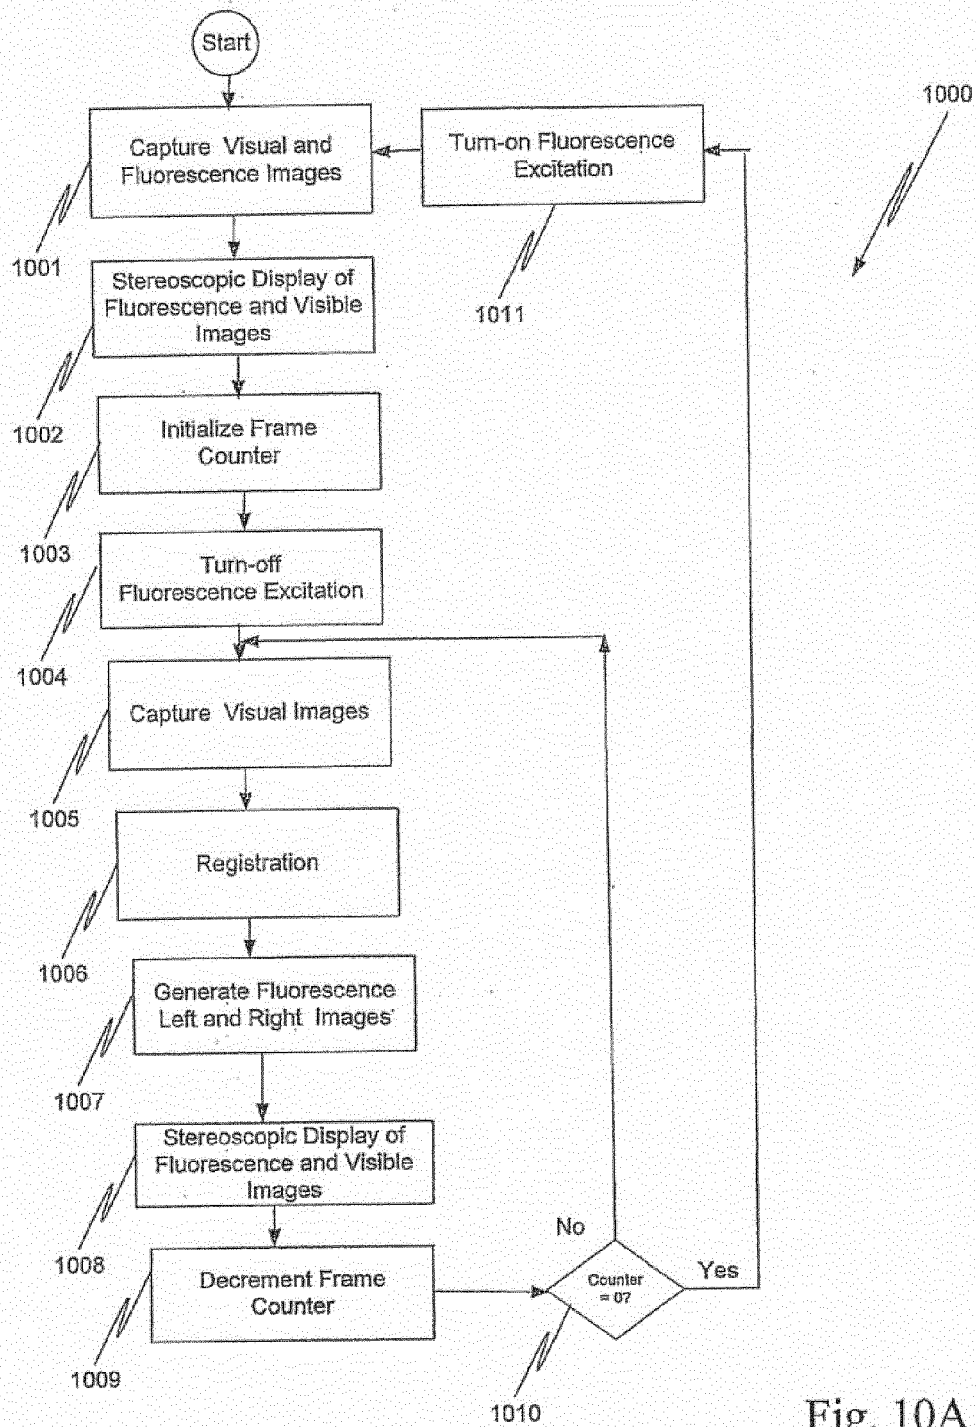 Start
1000
Capture Visual and
Fluorescence Images
Turn-on Fluorescence
Excitation
1001
1011
Stereoscopic Display of
Fluorescence and Visible
Images
1002
Initialize Frame
Counter
1003
Turn-off
Fluorescence Excitation
1004
Capture Visual Images
1005
Registration
1006
Generate Fluorescence
Left and Right Images
1007
Stereoscopic Display of
Fluorescence and Visible
Images
1008
No
Yes
Decrement Frame
Counter
Counter
= 0?
1009
1010
Fig. 10A